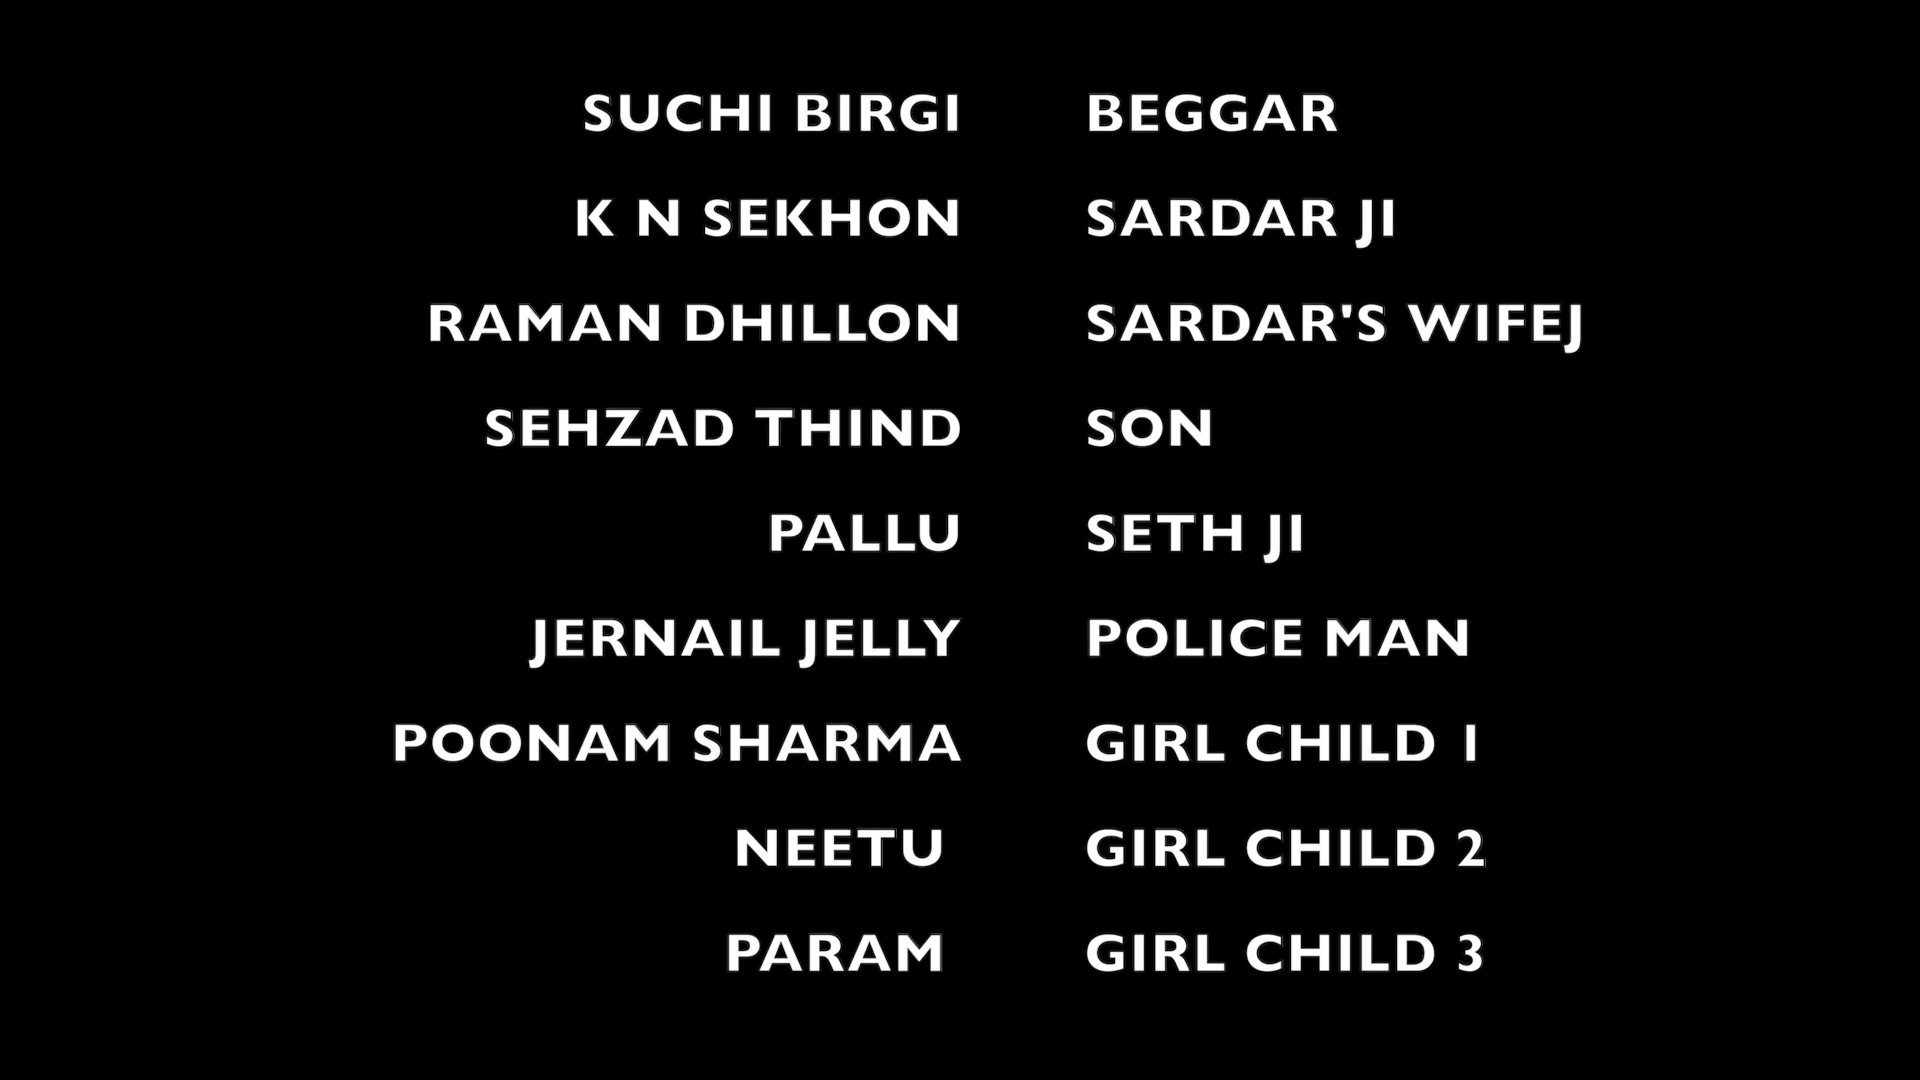 SUCHI BIRGI BEGGAR
K N SEKHON SARDAR JI
RAMAN DHILLON SARDAR'S WIFEJ
SEHZAD THIND SON
PALLU SETH JI
JERNAIL JELLY POLICE MAN
POONAM SHARMA GIRL CHILD 1
NEETU GIRL CHILD 2
PARAM GIRL CHILD 3